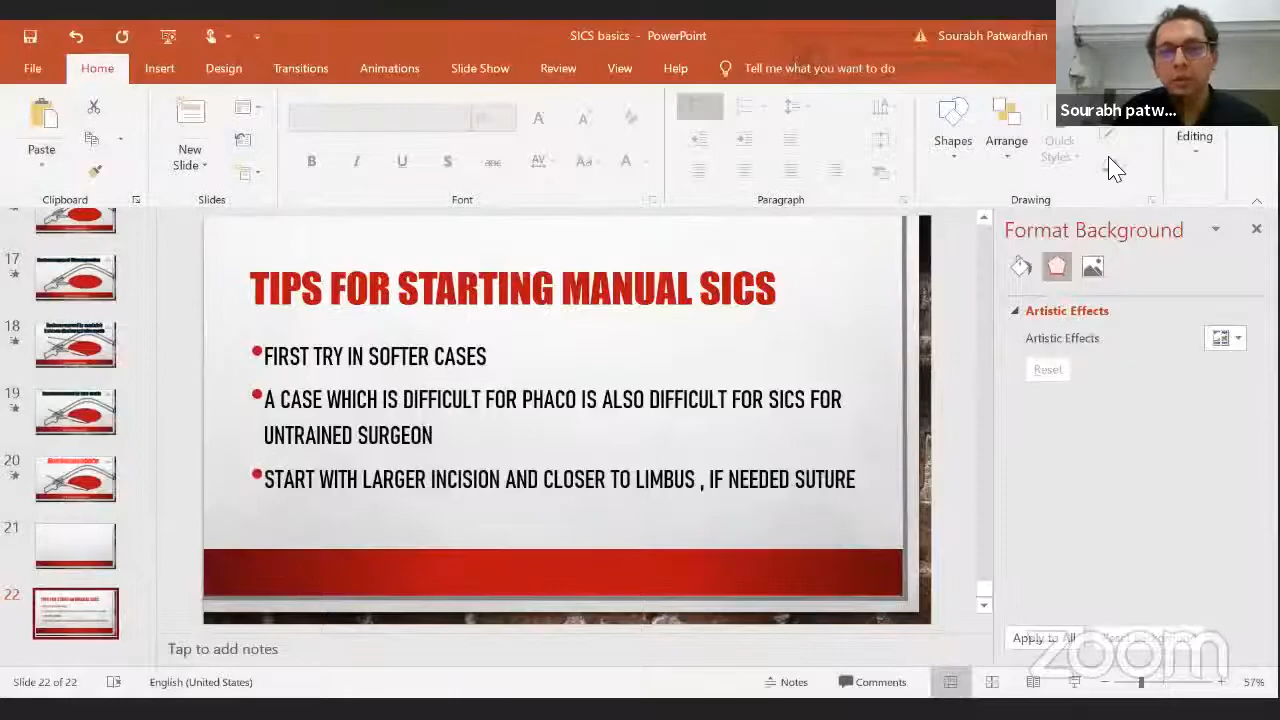 SICS basics - PowerPoint
Sourabh Patwardhan
File Home Insert Design Transitions Animations Slide Show Review View Help Tell me what you want to do
Sourabh patw...
Paste
New
Slide
B I U S abc AV Aa A
Shapes
Arrange
Quick
Styles
Editing
Clipboard Slides Font Paragraph Drawing
17
18
19
20
21
22
TIPS FOR STARTING MANUAL SICS
•FIRST TRY IN SOFTER CASES
•A CASE WHICH IS DIFFICULT FOR PHACO IS ALSO DIFFICULT FOR SICS FOR
UNTRAINED SURGEON
•START WITH LARGER INCISION AND CLOSER TO LIMBUS , IF NEEDED SUTURE
Format Background
Artistic Effects
Artistic Effects
Reset
Apply to All
zoom
Tap to add notes
Slide 22 of 22 English (United States) Notes Comments 57%